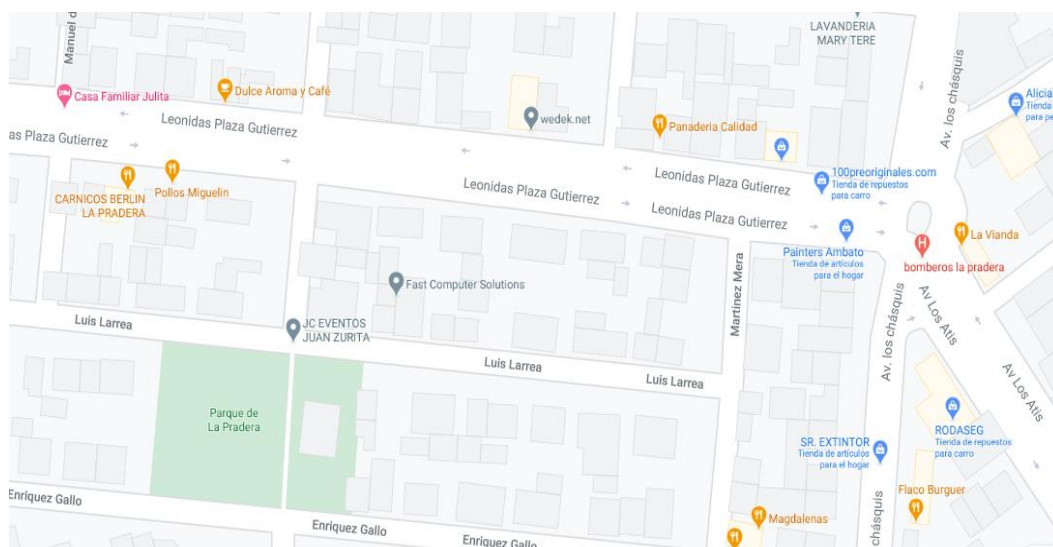 LAVANDERIA
MARY TERE
Manuel d
Av. los chásquis
Casa Familiar Julita
Dulce Aroma y Café
Alicia
Tienda
para pe
wedek.net
Panaderia Calidad
Leonidas Plaza Gutierrez
das Plaza Gutierrez
100preoriginales.com
Tienda de repuestos
para carro
Leonidas Plaza Gutierrez
Leonidas Plaza Gutierrez
Leonidas Plaza Gutierrez
CARNICOS BERLIN
LA PRADERA
Pollos Miguelin
Painters Ambato
Tienda de artículos
para el hogar
La Vianda
bomberos la pradera
Fast Computer Solutions
Martinez Mera
Av. los chásquis
Av Los Atis
Luis Larrea
JC EVENTOS
JUAN ZURITA
Luis Larrea
Luis Larrea
Av Los Atis
Parque de
La Pradera
RODASEG
Tienda de repuestos
para carro
SR. EXTINTOR
Tienda de artículos
para el hogar
Flaco Burguer
Enriquez Gallo
Enriquez Gallo
Enriquez Gallo
Magdalenas
chásquis